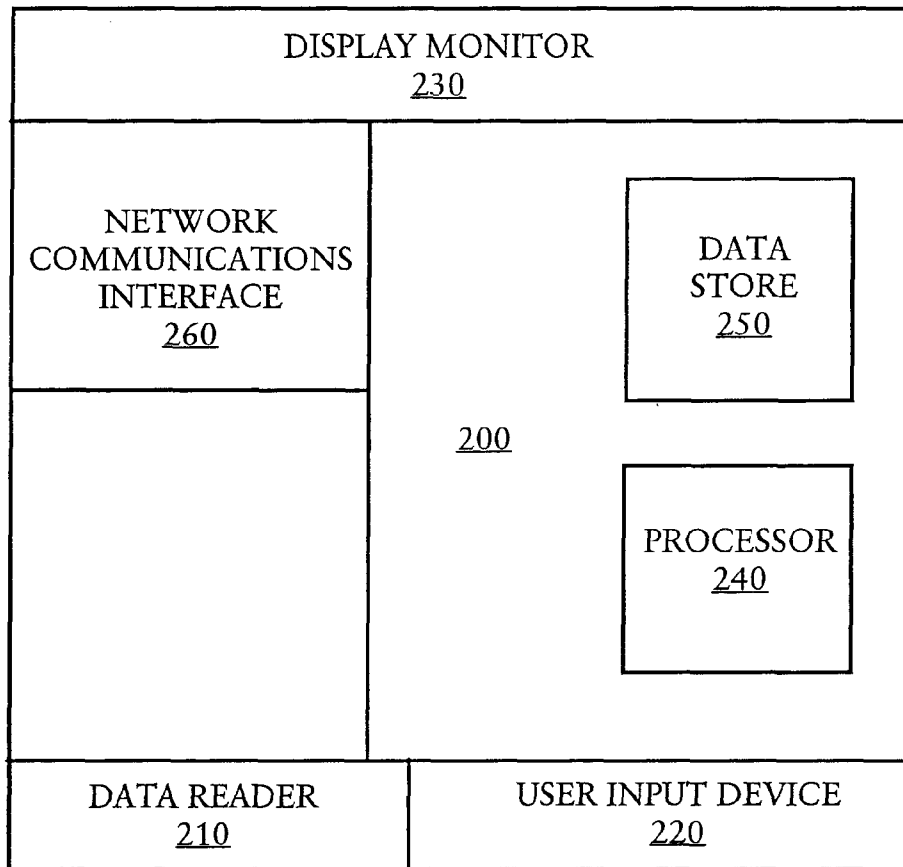 DISPLAY MONITOR
230
NETWORK
COMMUNICATIONS
INTERFACE
260
DATA
STORE
250
200
PROCESSOR
240
DATA READER
210
USER INPUT DEVICE
220